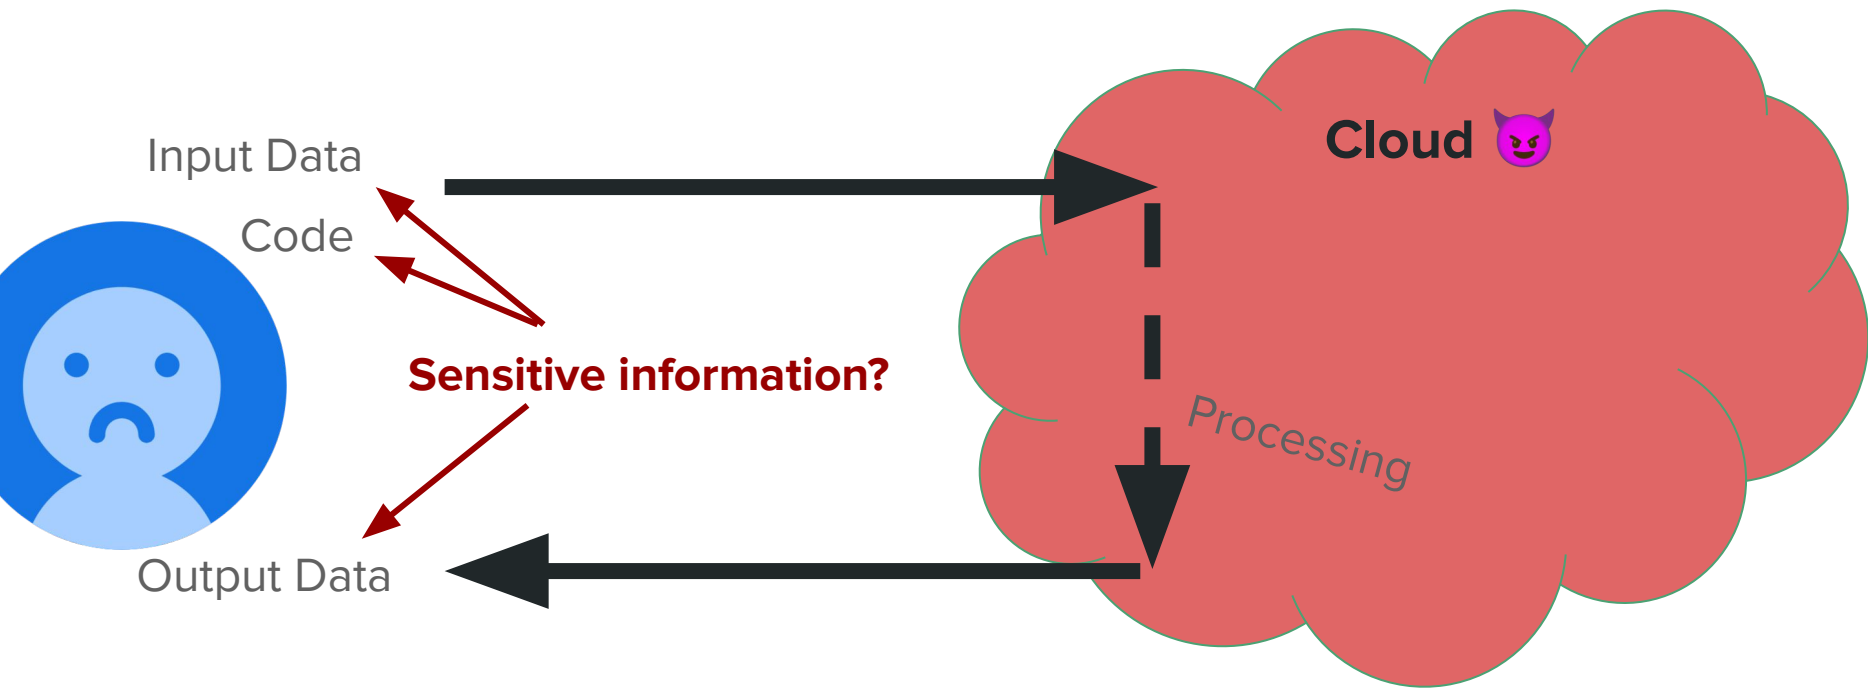 Input Data
Code
Cloud 😈
Sensitive information?
Processing
Output Data